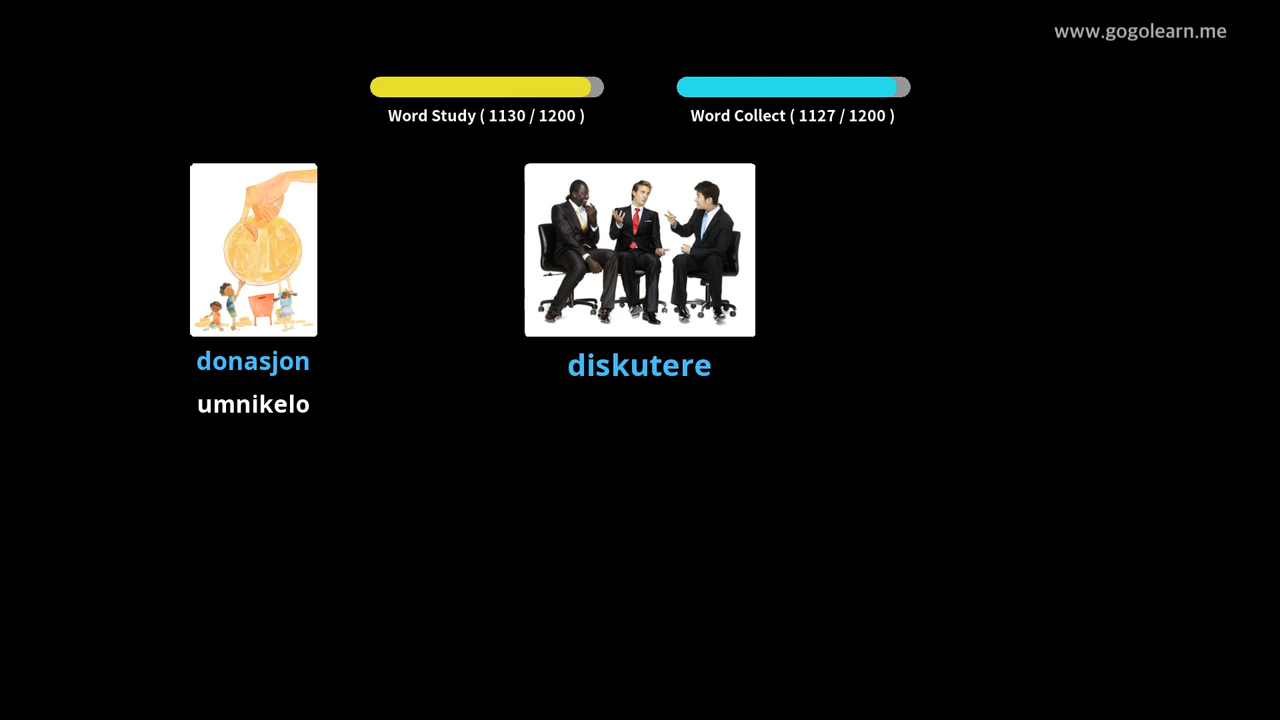 www.gogolearn.me
Word Study ( 1130 / 1200 )
Word Collect ( 1127 / 1200 )
donasjon
umnikelo
diskutere